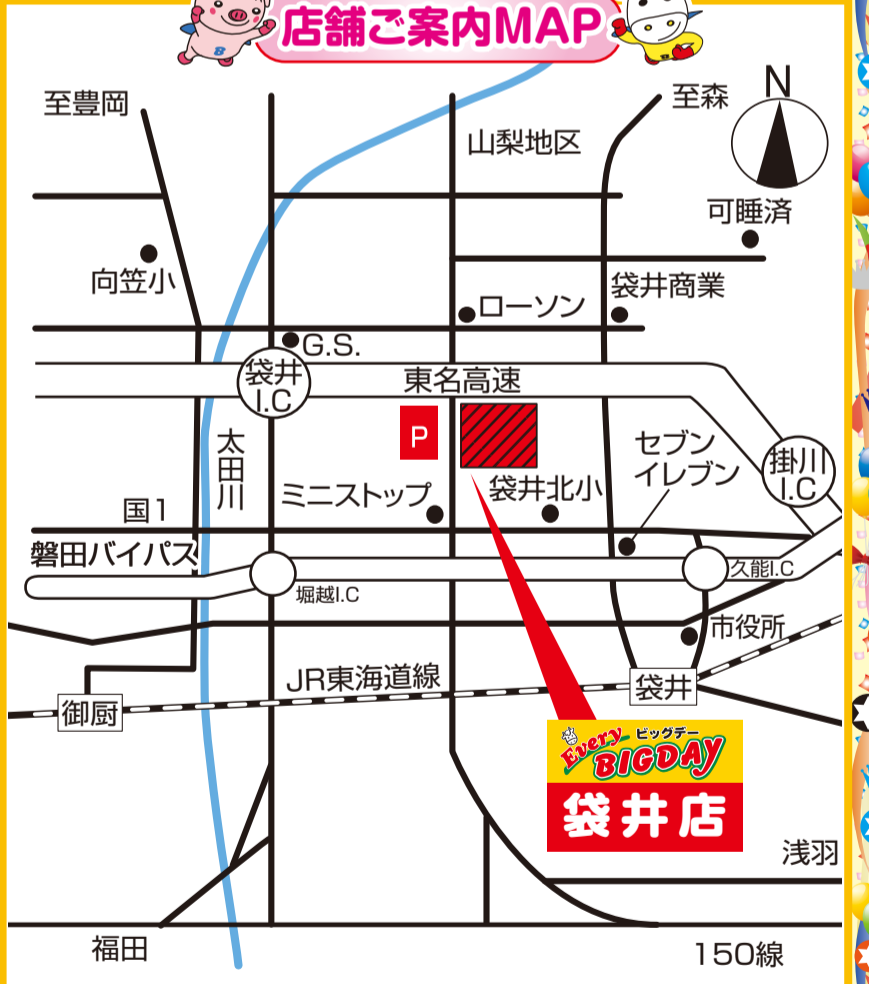 店舗ご案内MAP
B
N
至豊岡
至森
山梨地区
可睡済
向笠小
袋井商業
ローソン
G.S.
袋井
I.C
東名高速
P
太田川
セブン
イレブン
掛川
I.C
ミニストップ
袋井北小
国1
磐田バイパス
堀越I.C
久能I.C
市役所
JR東海道線
袋井
御厨
Every
ビッグデー
BIGDAY
袋井店
浅羽
福田
150線